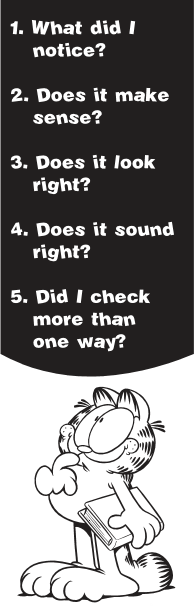 1. What did I
notice?
2. Does it make
sense?
3. Does it look
right?
4. Does it sound
right?
5. Did I check
more than
one way?